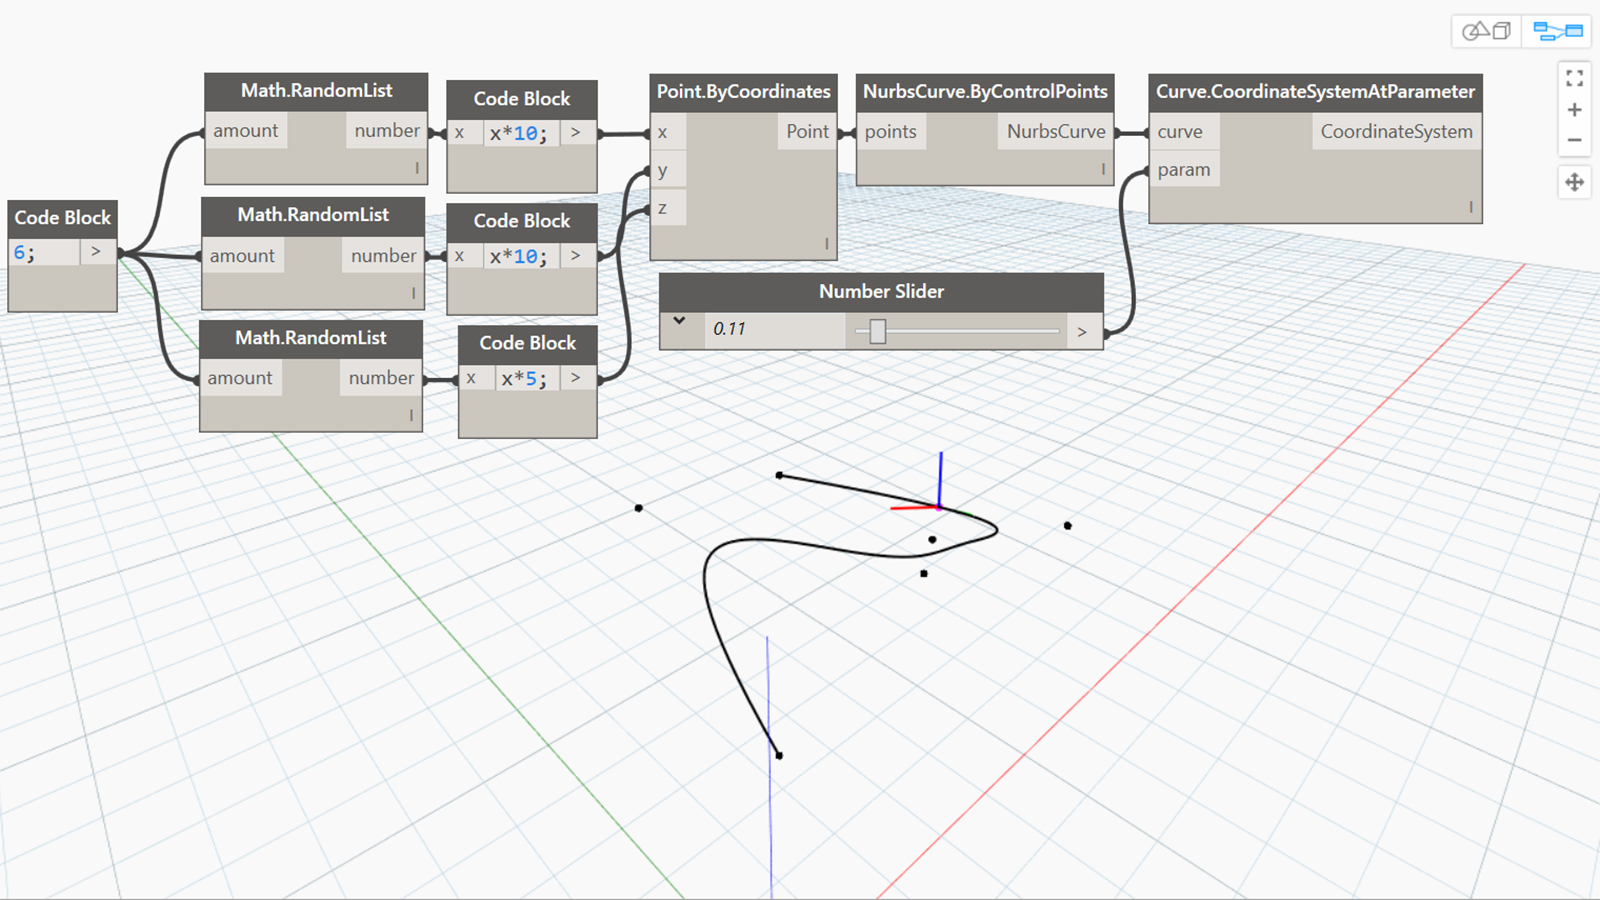 Math.RandomList
amount number
l
Code Block
x x*10; >
Point.ByCoordinates
x Point
y
z
l
NurbsCurve.ByControlPoints
points NurbsCurve
l
Curve.CoordinateSystemAtParameter
curve CoordinateSystem
param
l
Code Block
6; >
Math.RandomList
amount number
l
Code Block
x x*10; >
Number Slider
0.11 >
Math.RandomList
amount number
l
Code Block
x x*5; >